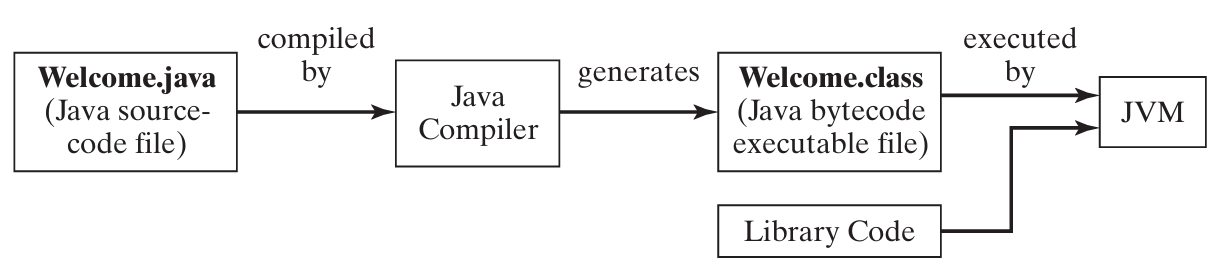 Welcome.java
(Java source-
code file)
compiled
by
Java
Compiler
generates
Welcome.class
(Java bytecode
executable file)
executed
by
JVM
Library Code